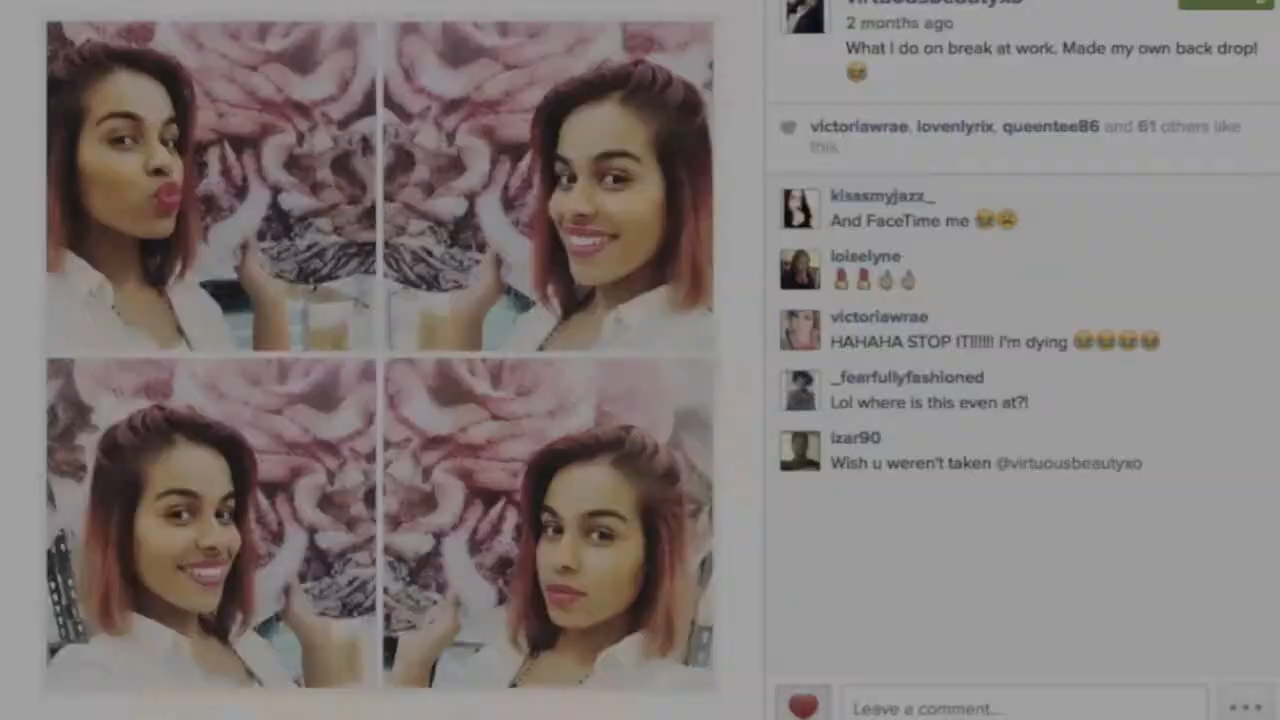 virtuousbeautyxo
2 months ago
What I do on break at work. Made my own back drop!
😂
victoriawrae, lovenlyrix, queentee86 and 61 others like
this.
kissmyjazz_
And FaceTime me 😂😫
loiselyne
💄💄💅💅
victoriawrae
HAHAHA STOP IT!!!!!! I'm dying 😂😂😂😂
_fearfullyfashioned
Lol where is this even at?!
izar90
Wish u weren't taken @virtuousbeautyxo
Leave a comment...